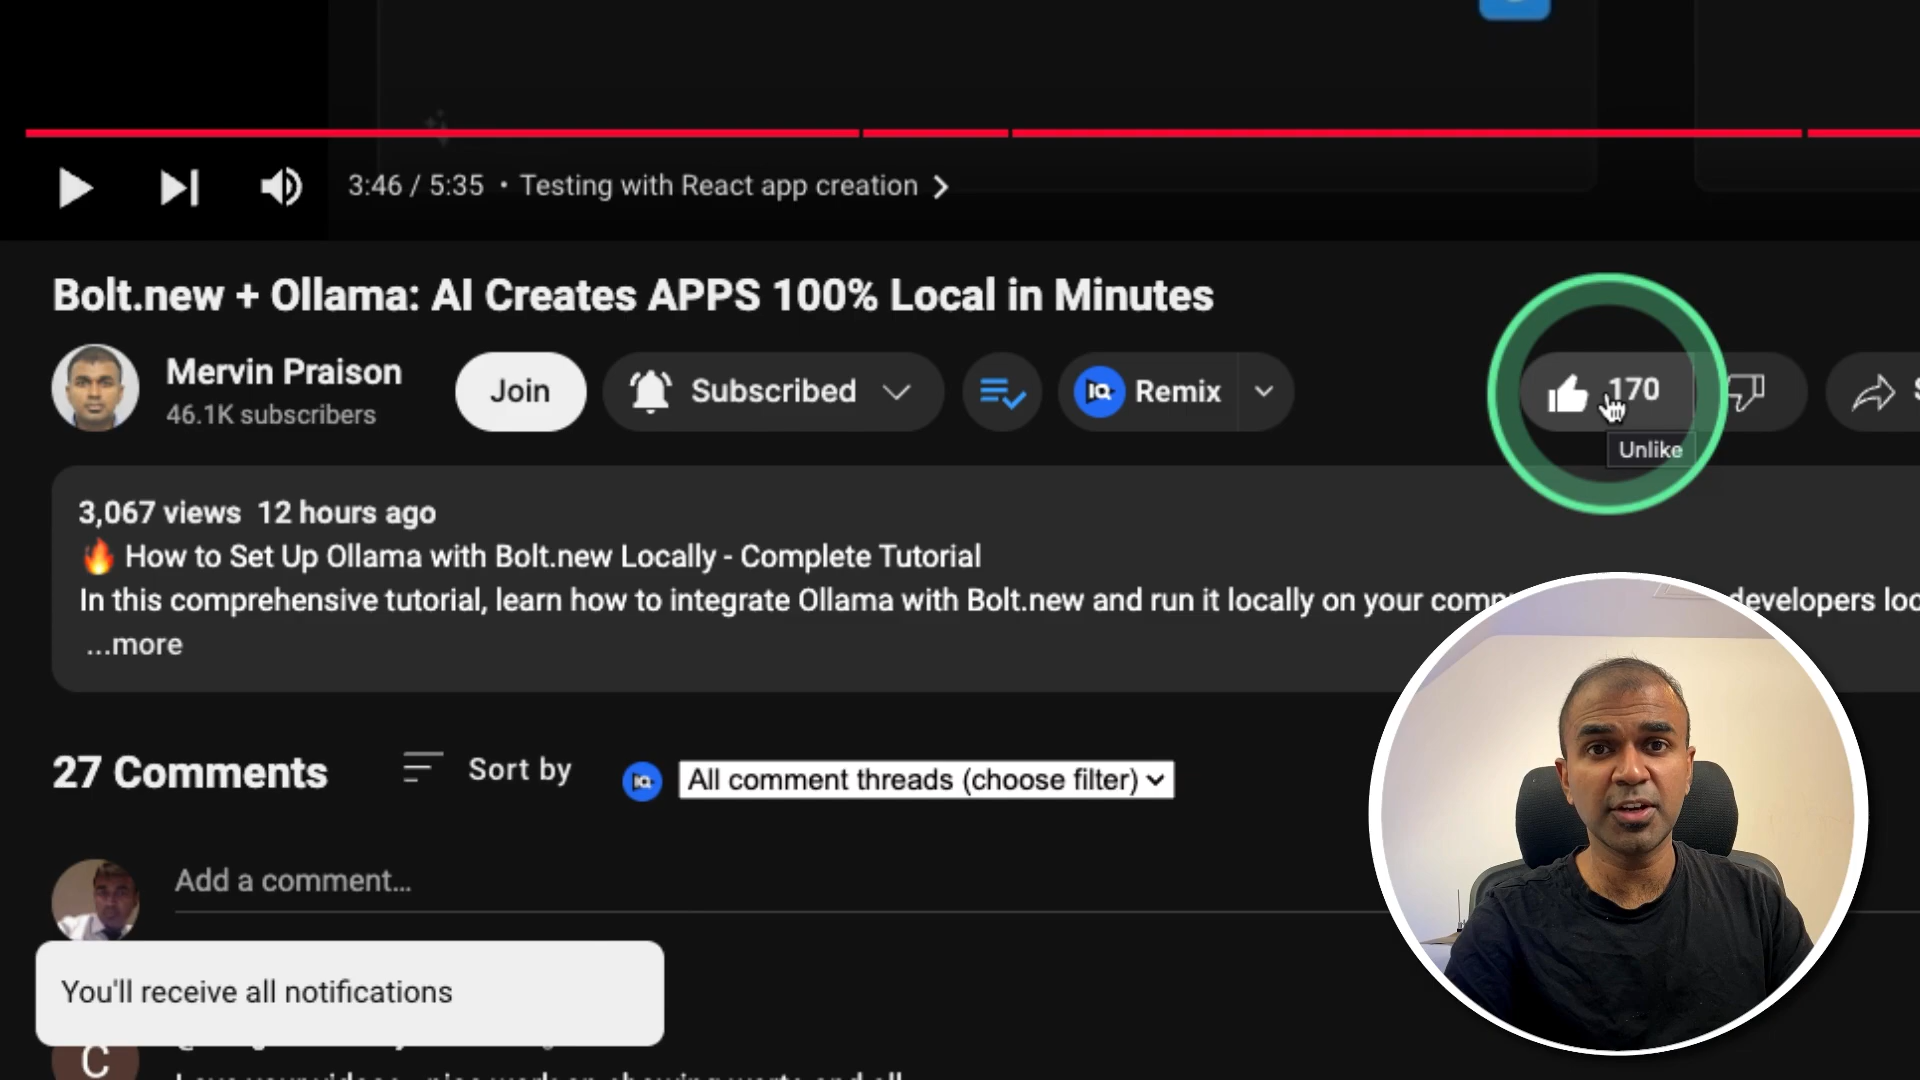 3:46 / 5:35 • Testing with React app creation
Bolt.new + Ollama: AI Creates APPS 100% Local in Minutes
Mervin Praison
46.1K subscribers
Join
Subscribed
IQ
Remix
170
Unlike
3,067 views 12 hours ago
🔥 How to Set Up Ollama with Bolt.new Locally - Complete Tutorial
In this comprehensive tutorial, learn how to integrate Ollama with Bolt.new and run it locally on your developers
...more
27 Comments
Sort by
IQ
All comment threads (choose filter)
Add a comment...
You'll receive all notifications
C